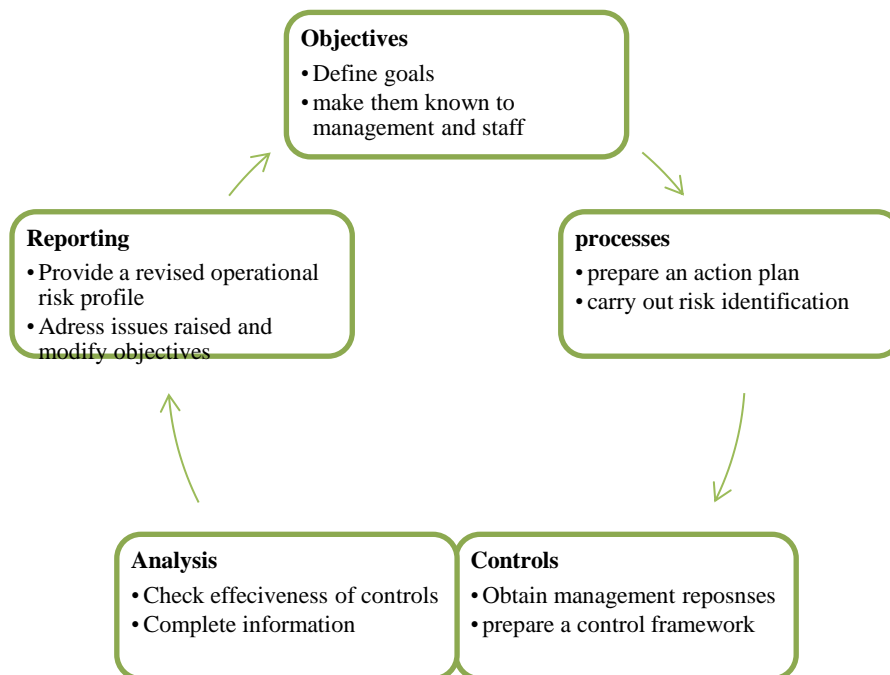 Objectives
• Define goals
• make them known to
management and staff
processes
• prepare an action plan
• carry out risk identification
Controls
• Obtain management reposnses
• prepare a control framework
Analysis
• Check effeciveness of controls
• Complete information
Reporting
• Provide a revised operational
risk profile
• Adress issues raised and
modify objectives